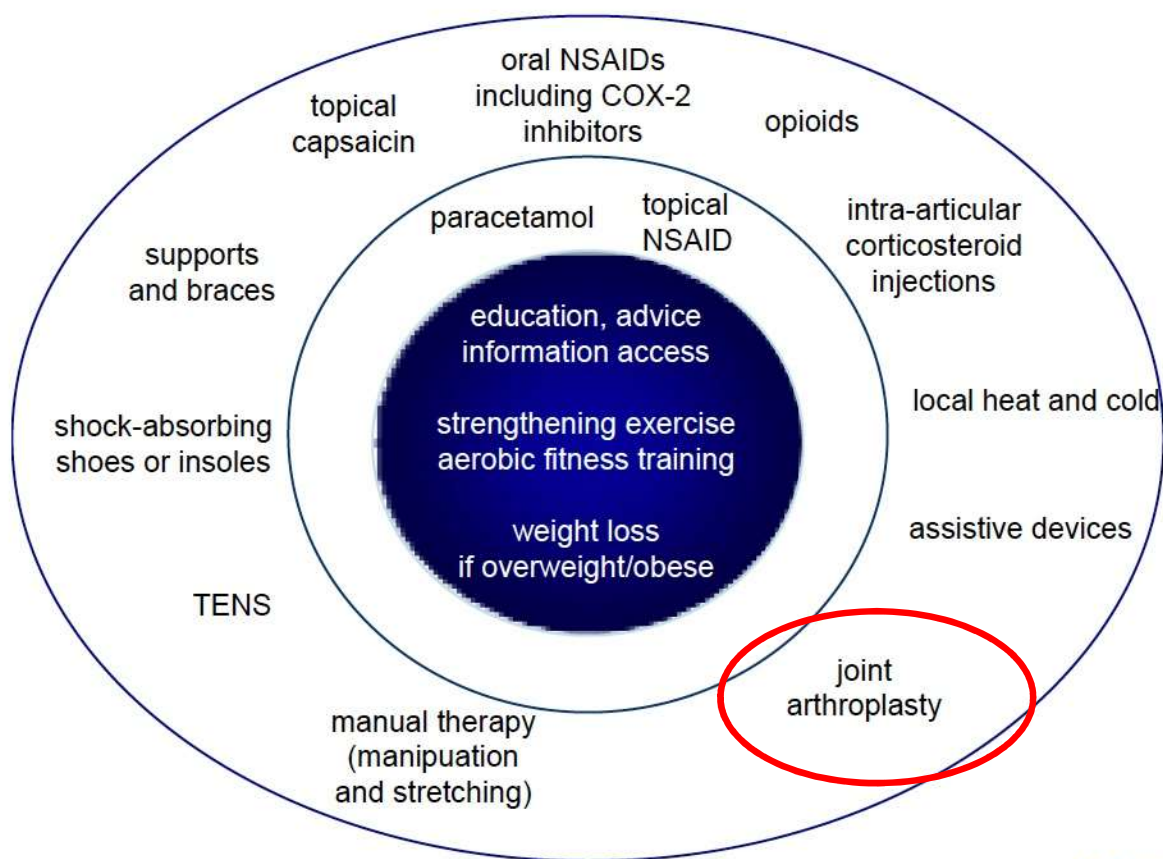 oral NSAIDs
including COX-2
inhibitors
topical
capsaicin
opioids
paracetamol
topical
NSAID
intra-articular
corticosteroid
injections
supports
and braces
education, advice
information access
local heat and cold
shock-absorbing
shoes or insoles
strengthening exercise
aerobic fitness training
assistive devices
weight loss
if overweight/obese
TENS
joint
arthroplasty
manual therapy
(manipuation
and stretching)